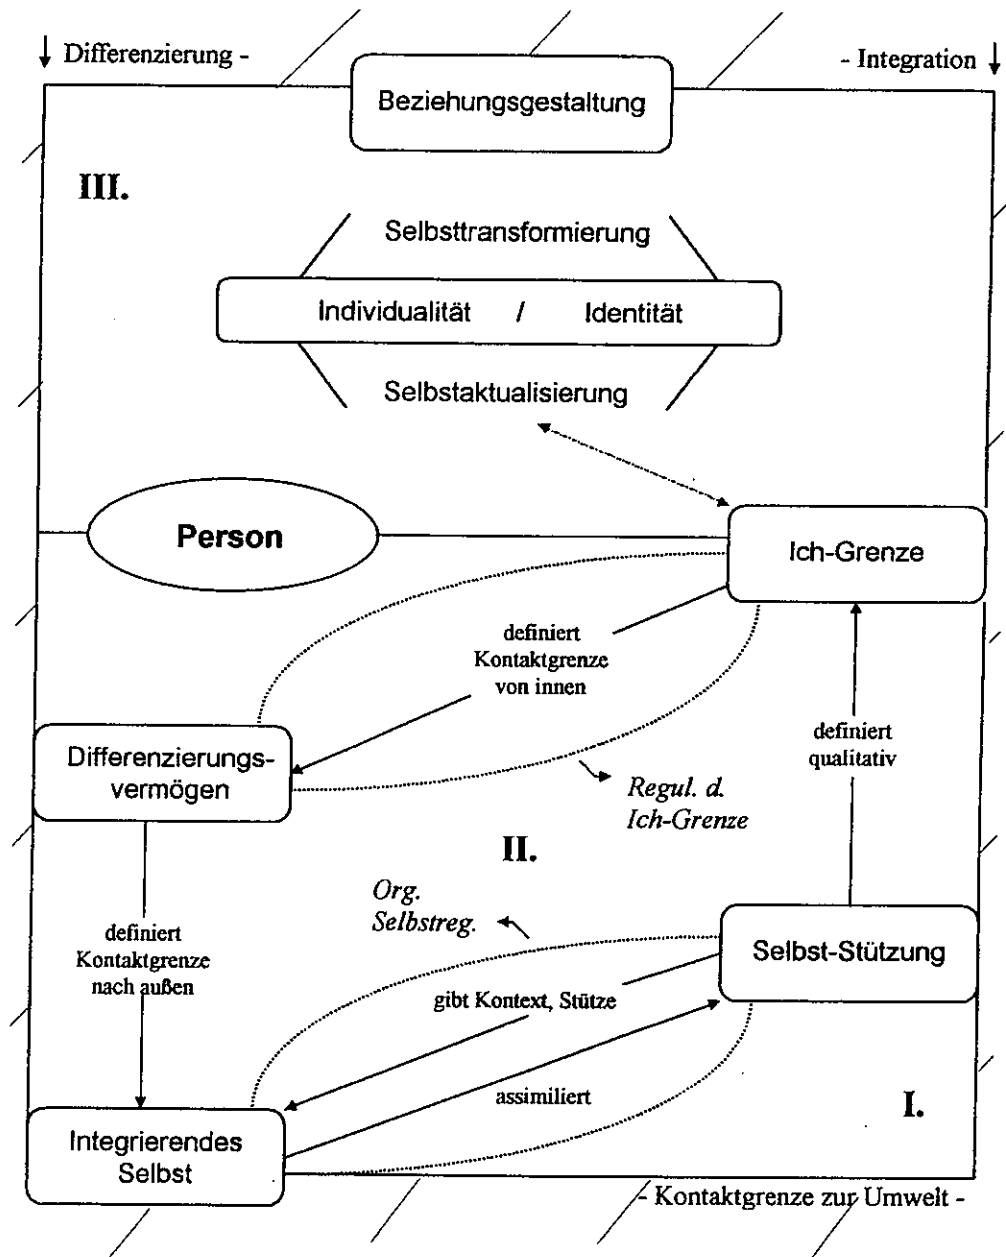 Differenzierung -
- Integration
Beziehungsgestaltung
III.
Selbsttransformierung
Individualität / Identität
Selbstaktualisierung
Person
Ich-Grenze
definiert
Kontaktgrenze
von innen
definiert
qualitativ
Differenzierungs-
vermögen
Regul. d.
Ich-Grenze
II.
Org.
Selbstreg.
Selbst-Stützung
definiert
Kontaktgrenze
nach außen
gibt Kontext, Stütze
assimiliert
I.
Integrierendes
Selbst
- Kontaktgrenze zur Umwelt -